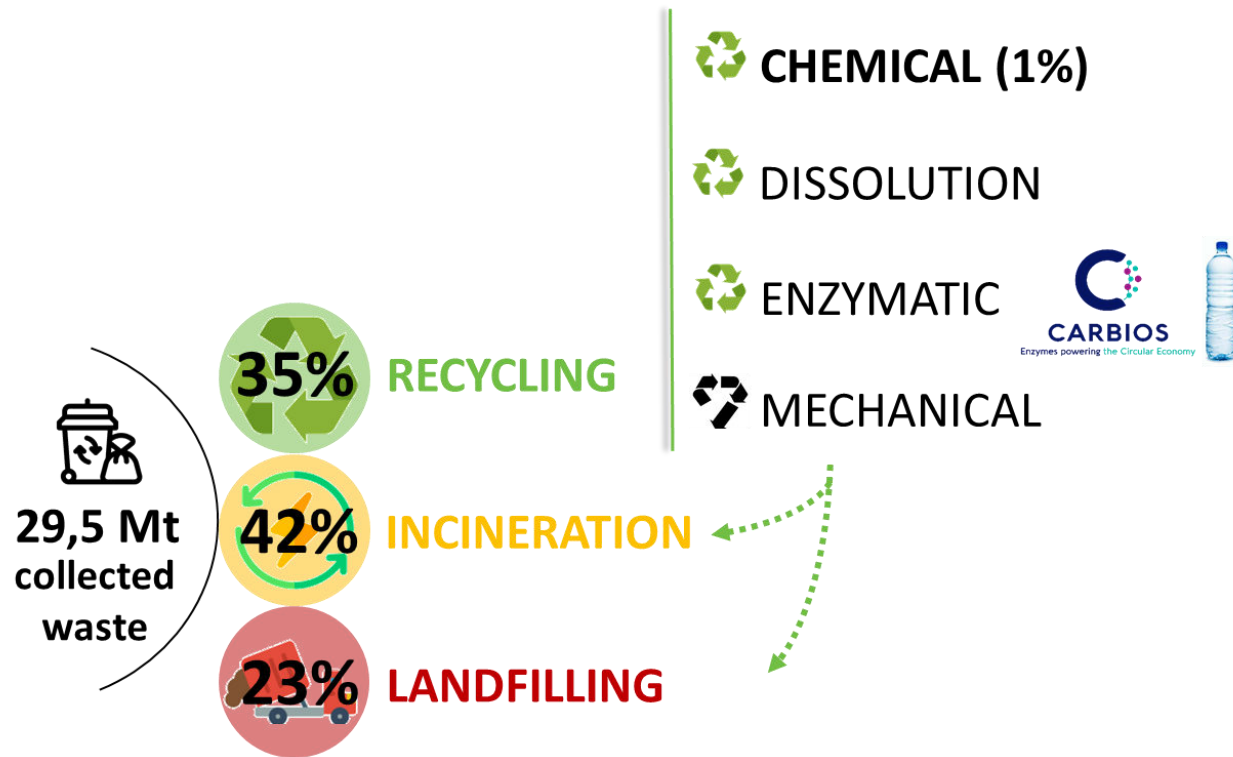 CHEMICAL (1%)
DISSOLUTION
ENZYMATIC
CARBIOS
Enzymes powering the Circular Economy
MECHANICAL
35% RECYCLING
42% INCINERATION
23% LANDFILLING
29,5 Mt
collected
waste